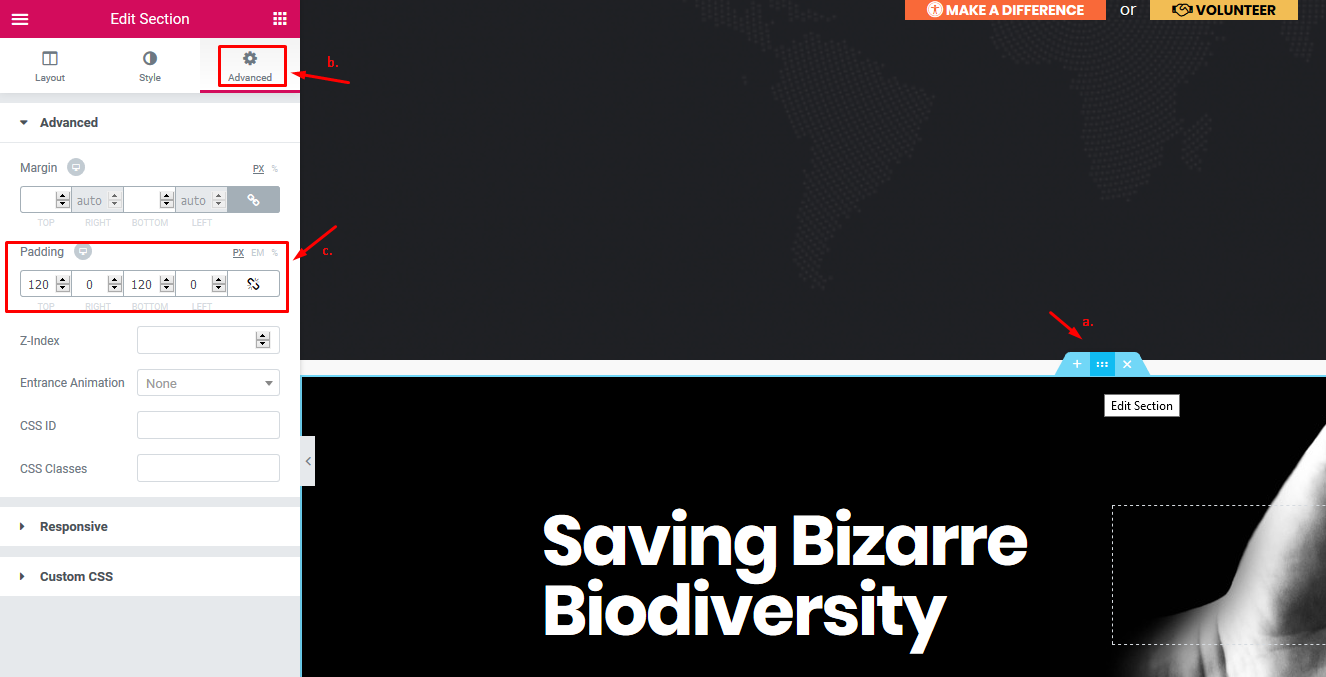 Edit Section
Layout
Style
Advanced
b.
Advanced
Margin
PX %
auto auto
TOP RIGHT BOTTOM LEFT
Padding
PX EM %
c.
120 0 120 0
TOP RIGHT BOTTOM LEFT
Z-Index
Entrance Animation
None
CSS ID
CSS Classes
Responsive
Custom CSS
MAKE A DIFFERENCE
or
VOLUNTEER
a.
Edit Section
Saving Bizarre
Biodiversity